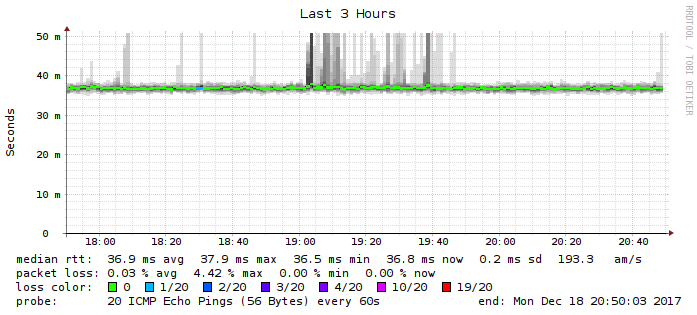 Last 3 Hours
RRDTOOL / TOBI OETIKER
Seconds
50 m
40 m
30 m
20 m
10 m
0
18:00 18:20 18:40 19:00 19:20 19:40 20:00 20:20 20:40
median rtt: 36.9 ms avg 37.9 ms max 36.5 ms min 36.8 ms now 0.2 ms sd 193.3 am/s
packet loss: 0.03 % avg 4.42 % max 0.00 % min 0.00 % now
loss color: 0 1/20 2/20 3/20 4/20 10/20 19/20
probe: 20 ICMP Echo Pings (56 Bytes) every 60s end: Mon Dec 18 20:50:03 2017